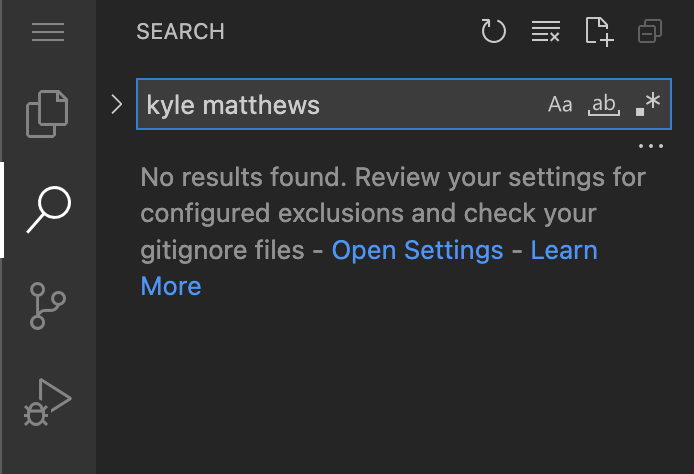 SEARCH
kyle matthews
Aa
ab
.*
...
No results found. Review your settings for
configured exclusions and check your
gitignore files - Open Settings - Learn
More